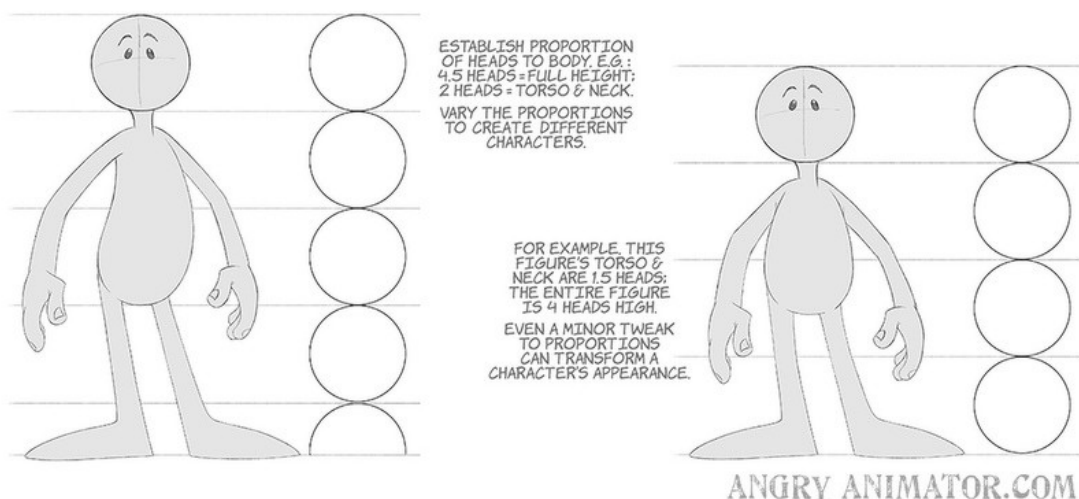 ESTABLISH PROPORTION
OF HEADS TO BODY. E.G.:
4.5 HEADS = FULL HEIGHT;
2 HEADS = TORSO & NECK.
VARY THE PROPORTIONS
TO CREATE DIFFERENT
CHARACTERS.
FOR EXAMPLE, THIS
FIGURE'S TORSO &
NECK ARE 1.5 HEADS;
THE ENTIRE FIGURE
IS 4 HEADS HIGH.
EVEN A MINOR TWEAK
TO PROPORTIONS
CAN TRANSFORM A
CHARACTER'S APPEARANCE.
ANGRY ANIMATOR.COM